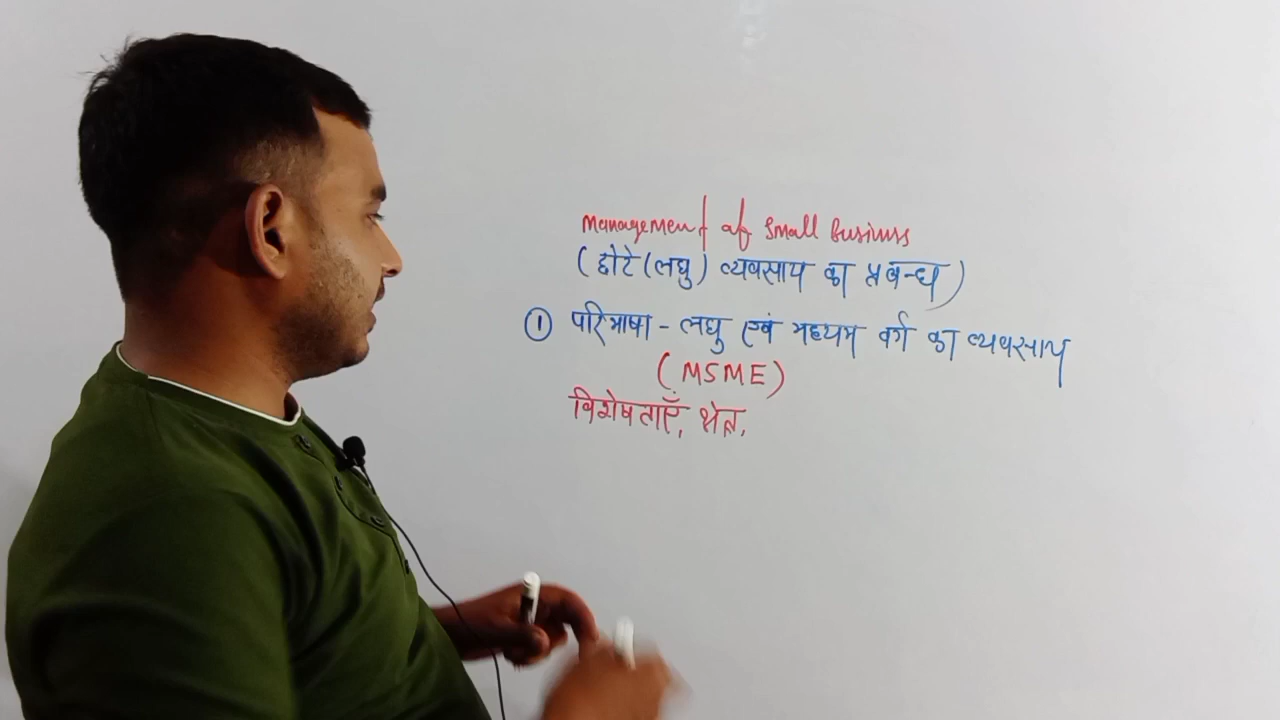 Management of Small Business
(छोटे (लघु) व्यवसाय का प्रबन्ध)
① परिभाषा - लघु एवं मध्यम वर्ग का व्यवसाय
(MSME)
विशेषताएँ, क्षेत्र,